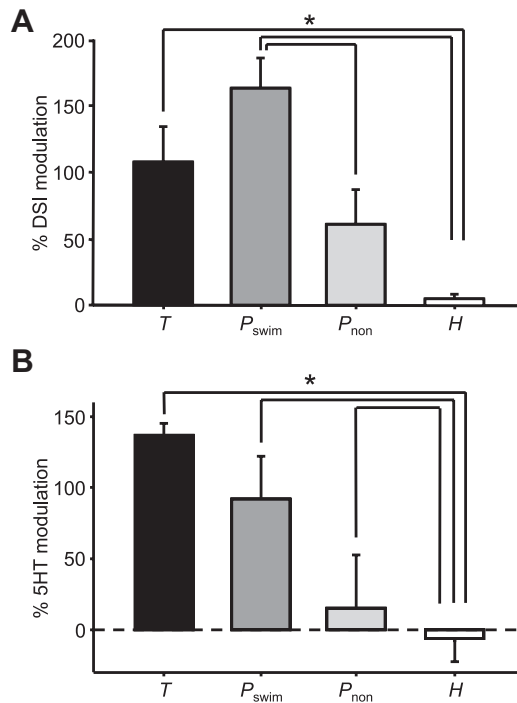 A
*
200
150
100
50
0
% DSI modulation
T Pswim Pnon H
B
*
150
100
50
0
% 5HT modulation
T Pswim Pnon H